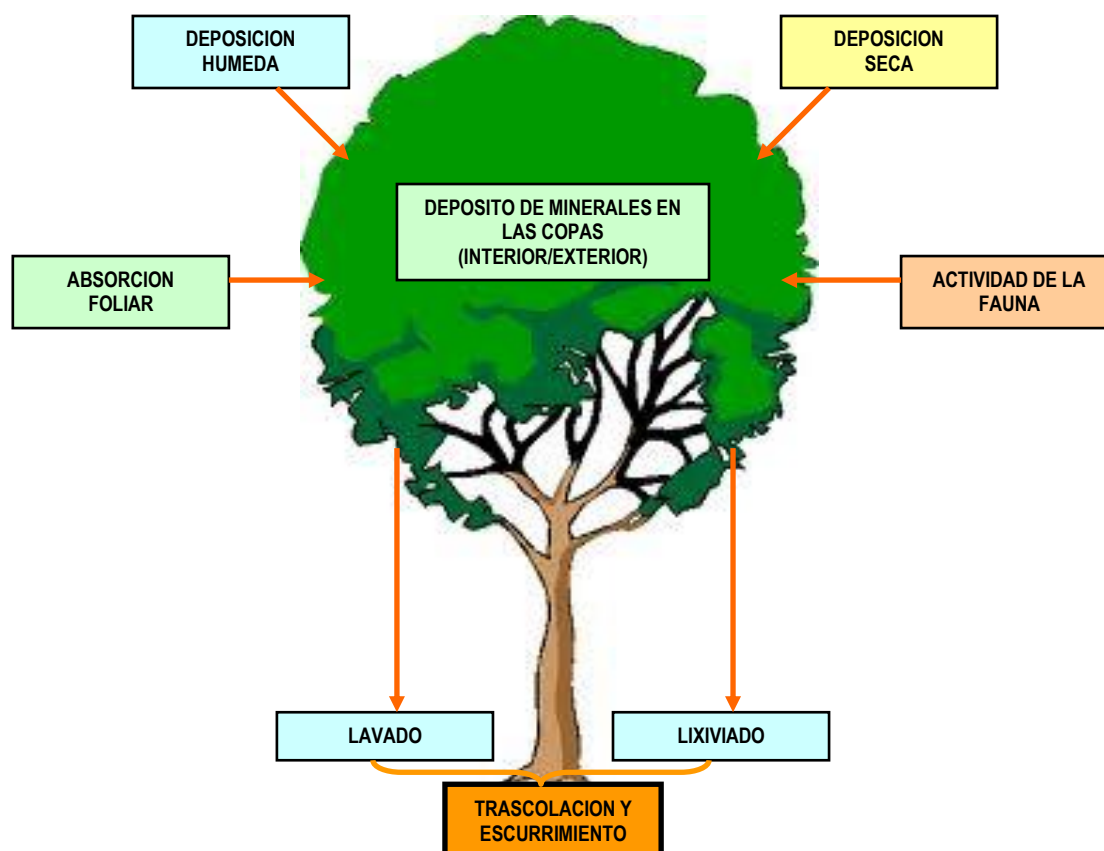 DEPOSICION
HUMEDA
DEPOSICION
SECA
DEPOSITO DE MINERALES EN
LAS COPAS
(INTERIOR/EXTERIOR)
ABSORCION
FOLIAR
ACTIVIDAD DE LA
FAUNA
LAVADO
LIXIVIADO
TRASCOLACION Y
ESCURRIMIENTO